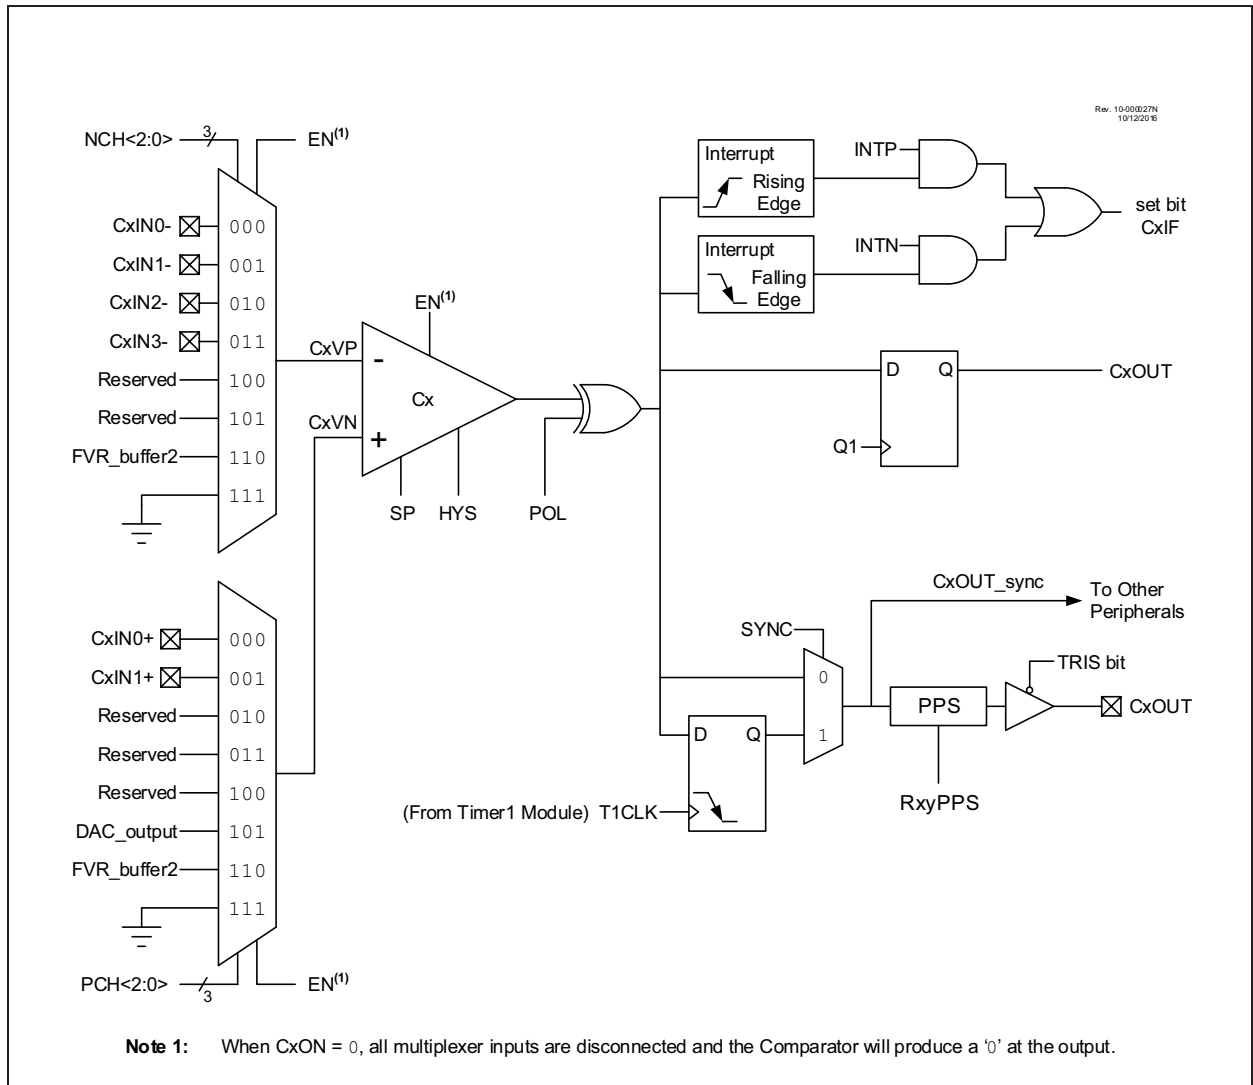 Rev. 10-000027N
10/12/2016
NCH<2:0>
3
EN(1)
CxIN0-
000
CxIN1-
001
CxIN2-
010
CxIN3-
011
Reserved
100
Reserved
101
FVR_buffer2
110
111
CxVP
CxVN
EN(1)
-
Cx
+
SP
HYS
POL
Interrupt
Rising
Edge
INTP
Interrupt
Falling
Edge
INTN
set bit
CxIF
D
Q
Q1
CxOUT
CxIN0+
000
CxIN1+
001
Reserved
010
Reserved
011
Reserved
100
DAC_output
101
FVR_buffer2
110
111
PCH<2:0>
3
EN(1)
CxOUT_sync
To Other
Peripherals
SYNC
0
1
TRIS bit
PPS
CxOUT
RxyPPS
D
Q
(From Timer1 Module) T1CLK
Note 1: When CxON = 0, all multiplexer inputs are disconnected and the Comparator will produce a ‘0’ at the output.